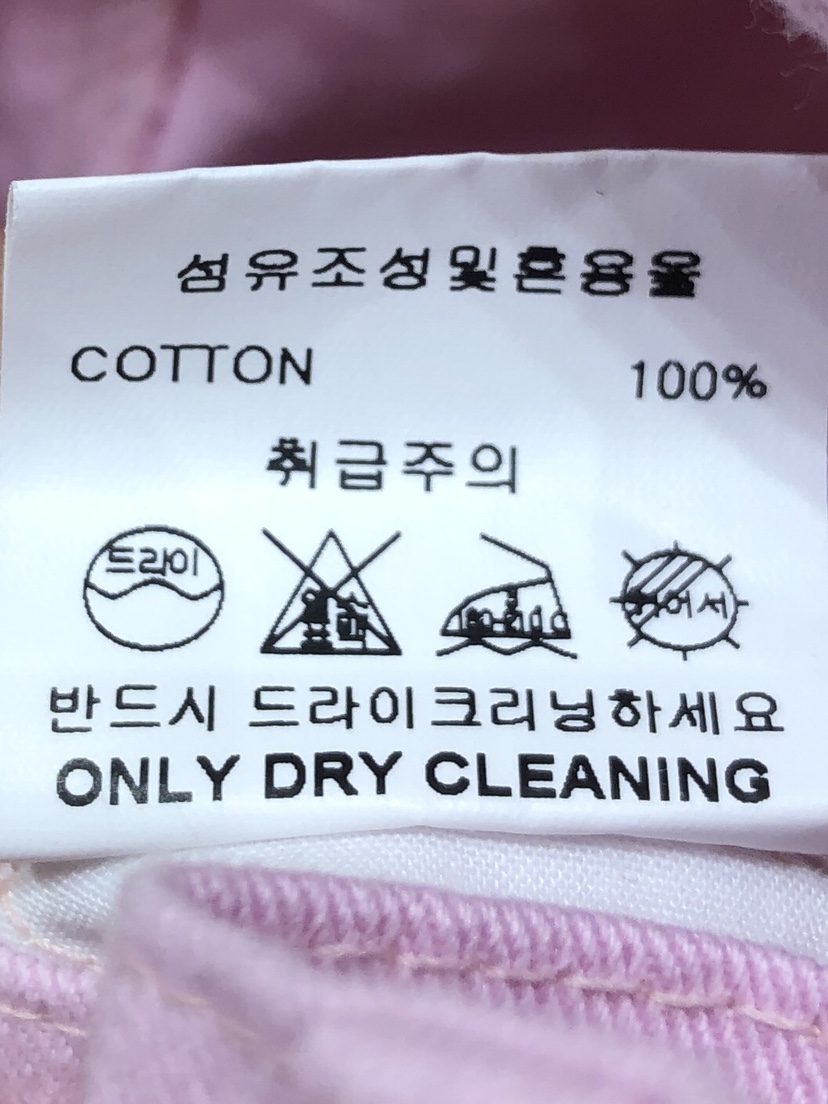 섬유조성및혼용율
COTTON 100%
취급주의
드라이
반드시 드라이크리닝하세요
ONLY DRY CLEANING